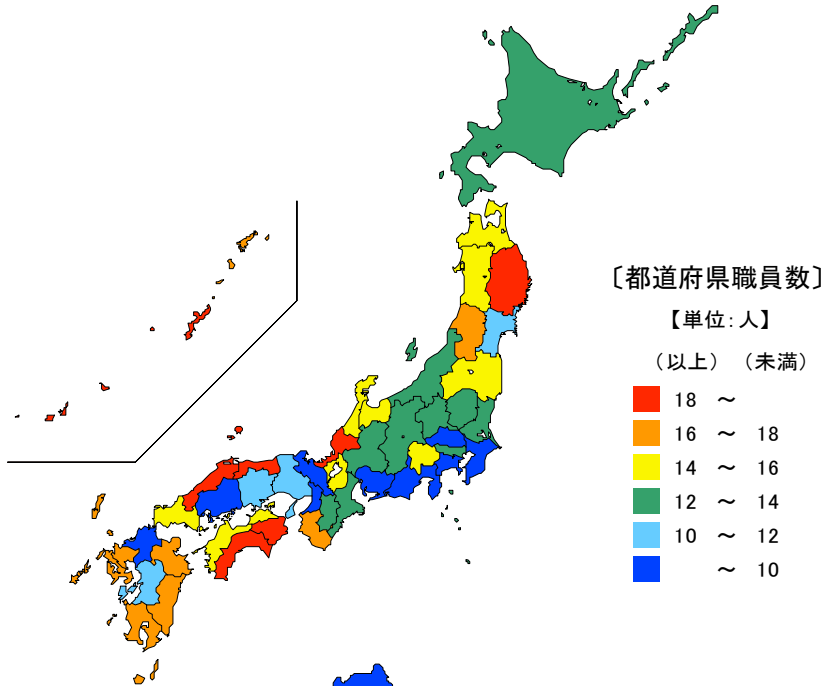 〔都道府県職員数〕
【単位：人】
（以上）（未満）
18 ～
16 ～ 18
14 ～ 16
12 ～ 14
10 ～ 12
～ 10